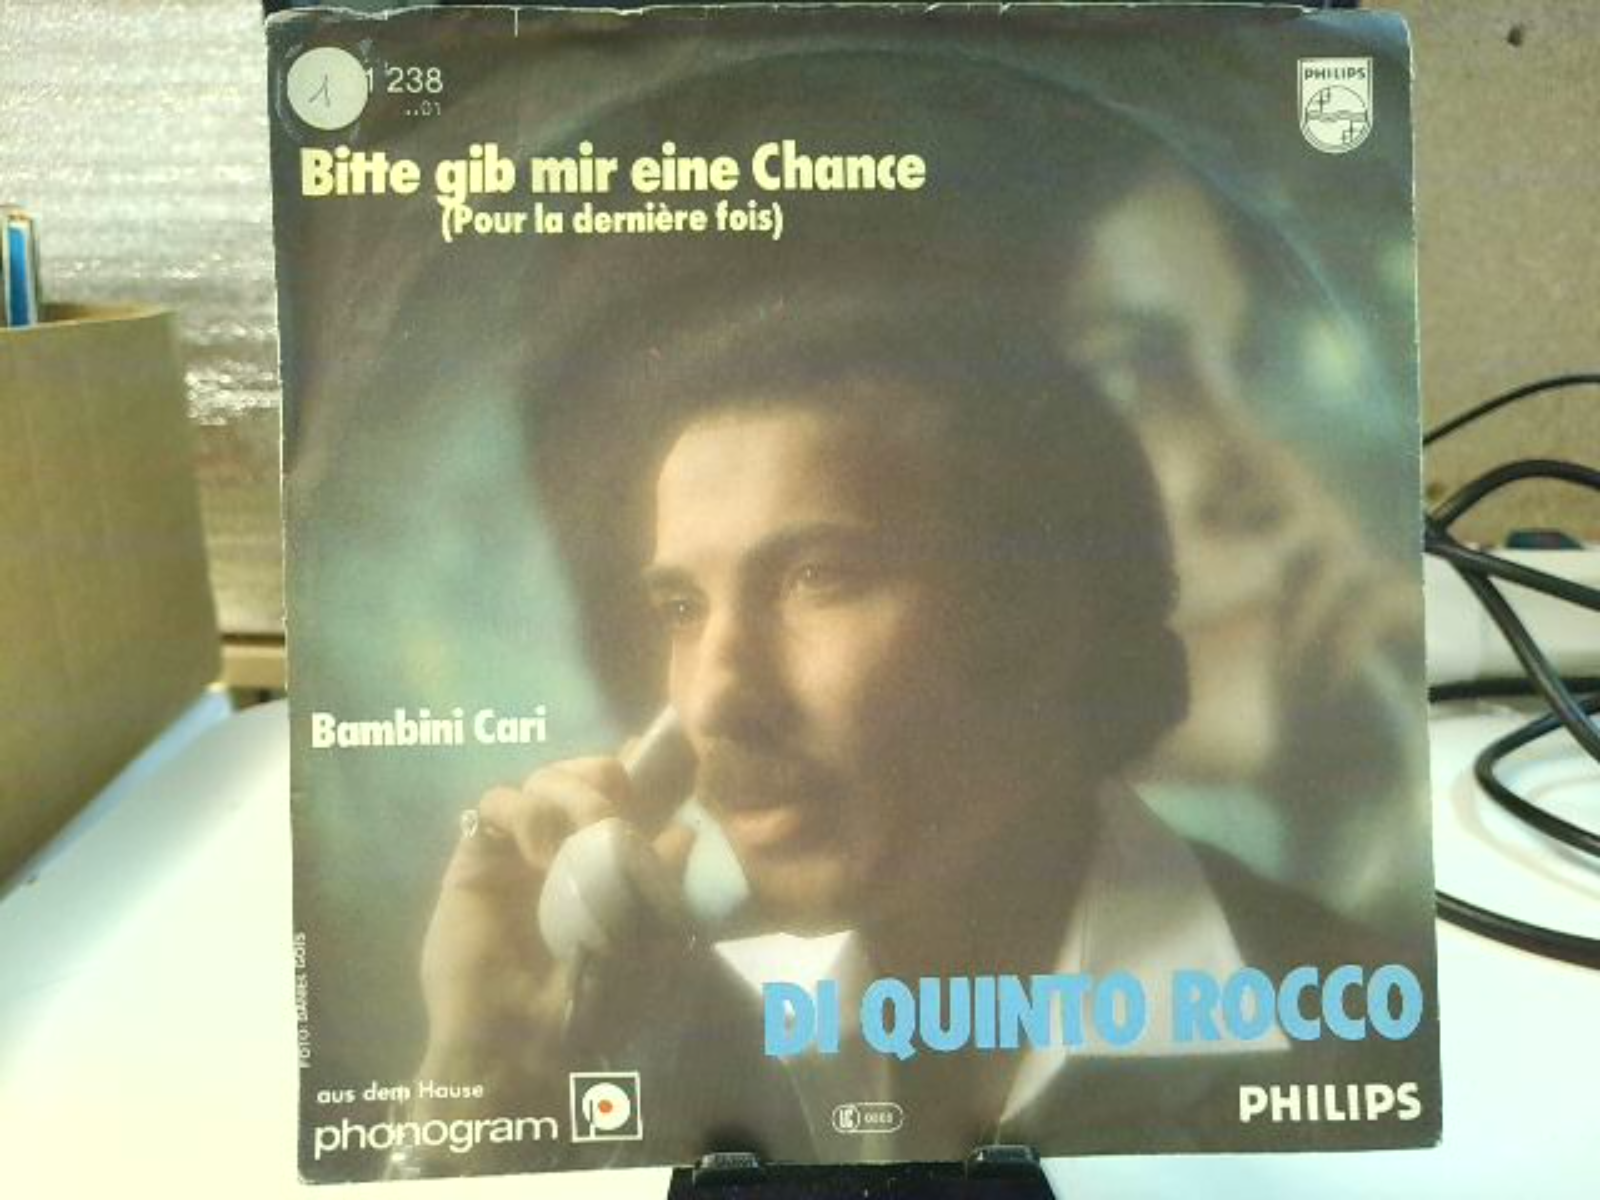 1
1 238
..01
PHILIPS
Bitte gib mir eine Chance
(Pour la dernière fois)
Bambini Cari
DI QUINTO ROCCO
aus dem Hause
phonogram
LC
PHILIPS